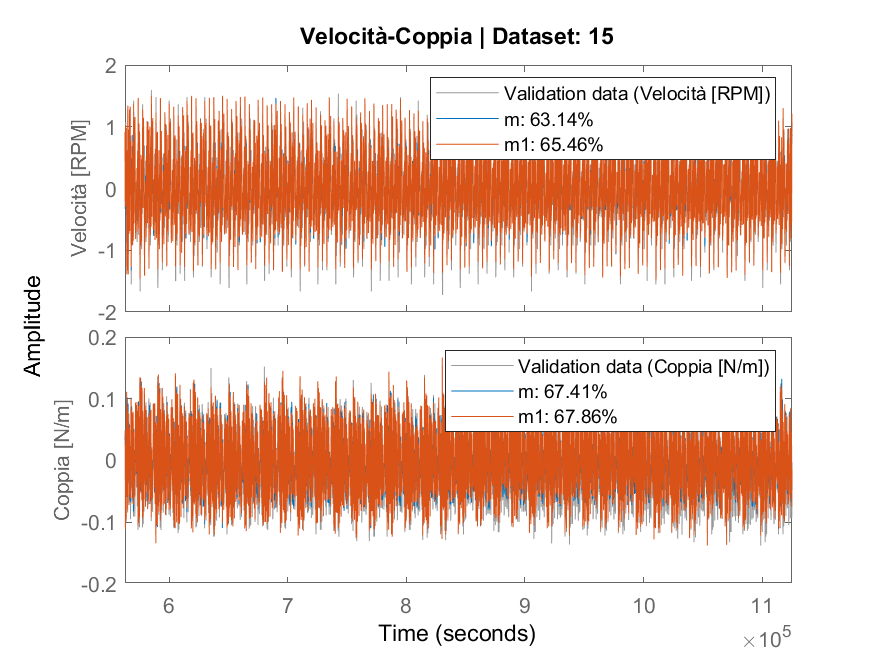 Velocità-Coppia | Dataset: 15
Amplitude
Velocità [RPM]
2
1
0
-1
-2
Validation data (Velocità [RPM])
m: 63.14%
m1: 65.46%
Coppia [N/m]
0.2
0.1
0
-0.1
-0.2
Validation data (Coppia [N/m])
m: 67.41%
m1: 67.86%
6 7 8 9 10 11
Time (seconds)
×10^5